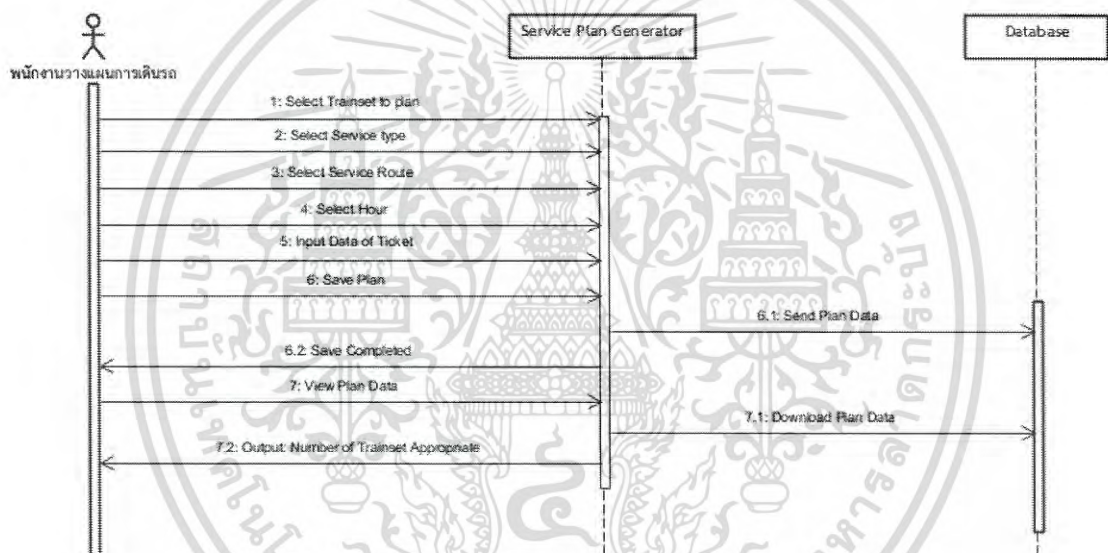 Service Plan Generator
Database
พนักงานวางแผนการเดินรถ
1: Select Trainset to plan
2: Select Service type
3: Select Service Route
4: Select Hour
5: Input Data of Ticket
6: Save Plan
6.1: Send Plan Data
6.2: Save Completed
7: View Plan Data
7.1: Download Plan Data
7.2: Output: Number of Trainset Appropriate